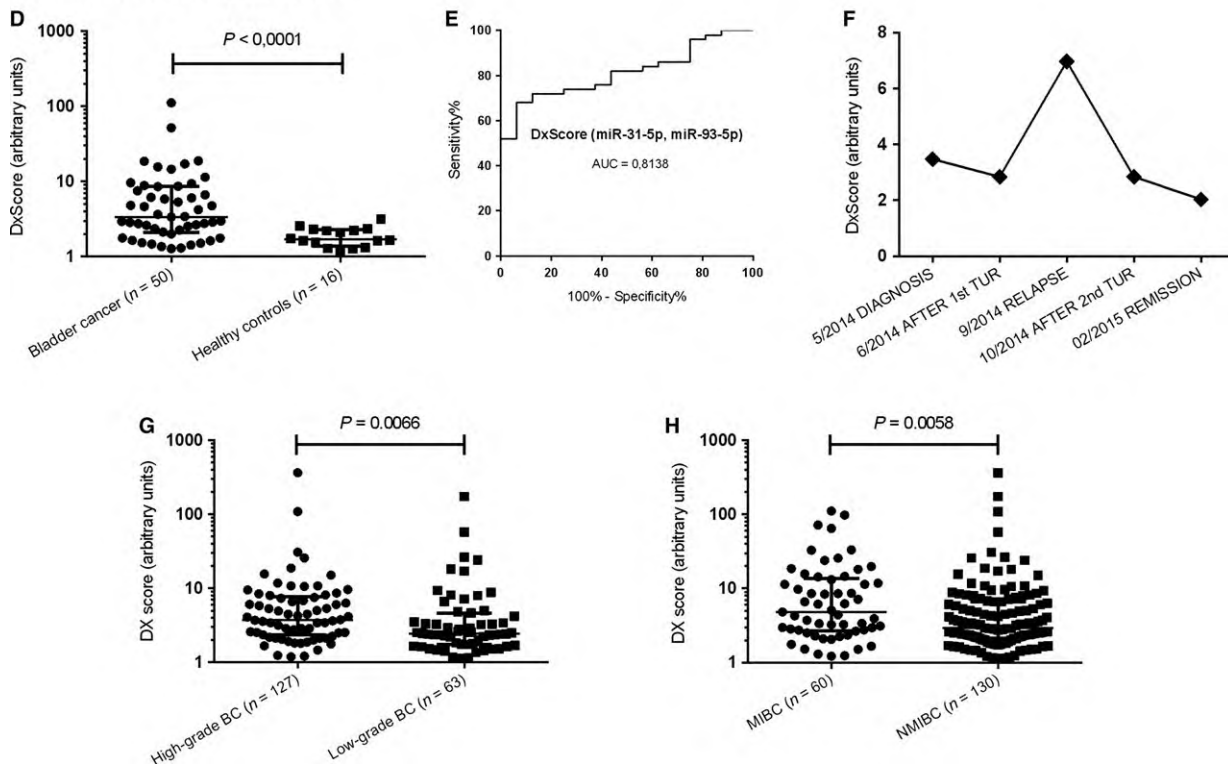 D
P < 0,0001
DxScore (arbitrary units)
1000
100
10
1
Bladder cancer (n = 50)
Healthy controls (n = 16)
E
Sensitivity%
100
80
60
40
20
0
DxScore (miR-31-5p, miR-93-5p)
AUC = 0,8138
0 20 40 60 80 100
100% - Specificity%
F
DxScore (arbitrary units)
8
6
4
2
0
5/2014 DIAGNOSIS
6/2014 AFTER 1st TUR
9/2014 RELAPSE
10/2014 AFTER 2nd TUR
02/2015 REMISSION
G
P = 0.0066
DX score (arbitrary units)
1000
100
10
1
High-grade BC (n = 127)
Low-grade BC (n = 63)
H
P = 0.0058
DX score (arbitrary units)
1000
100
10
1
MIBC (n = 60)
NMIBC (n = 130)